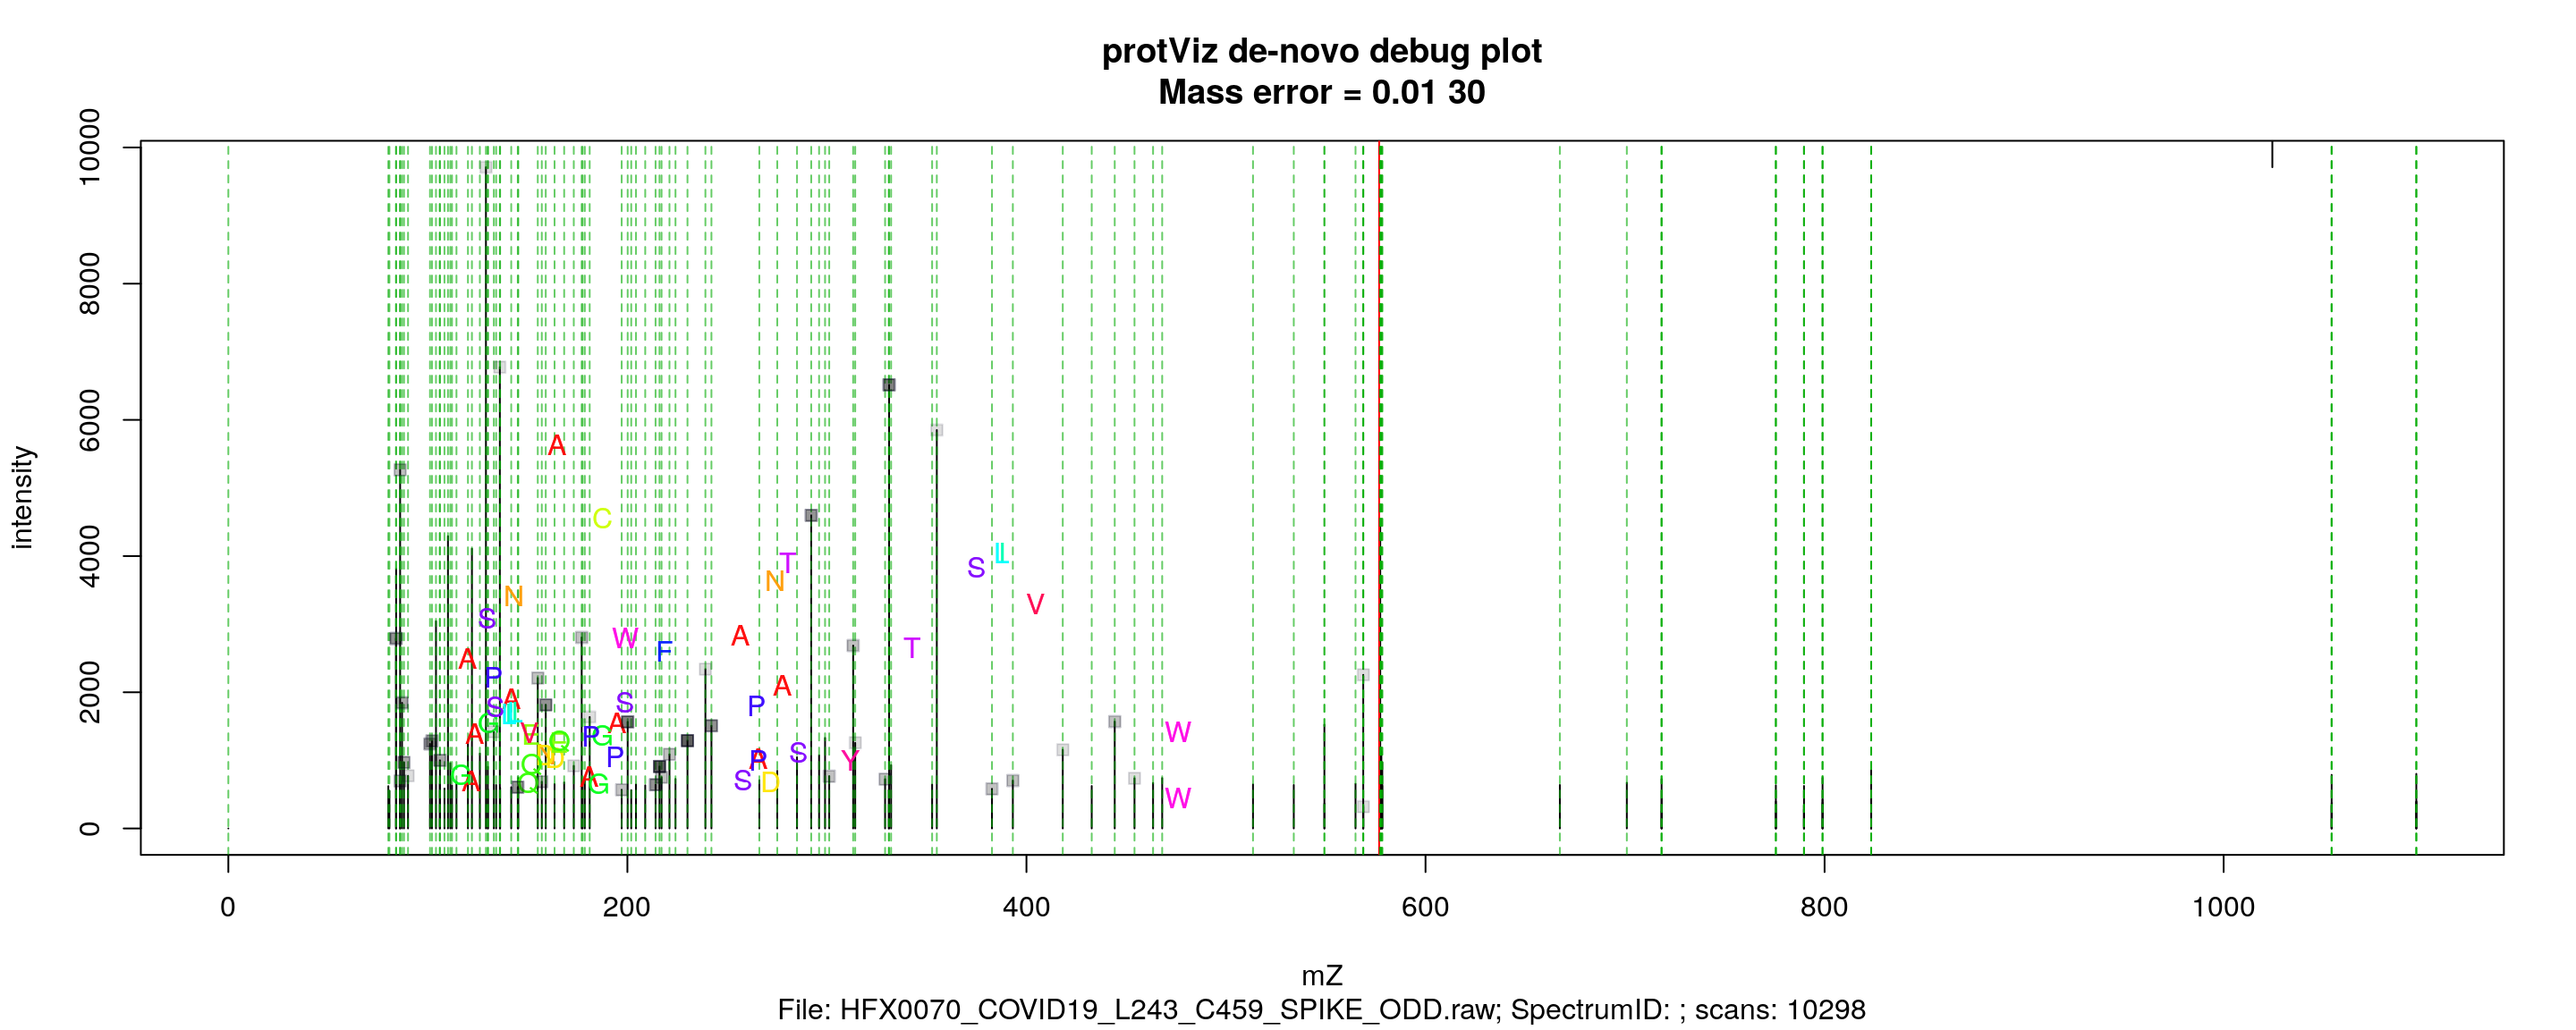 protViz de-novo debug plot
Mass error = 0.01 30
intensity
10000
8000
6000
4000
2000
0
A
C
T
N
N
S
L
S
V
S
W
F
A
T
A
P
A
P
A
S
P
S
A
W
G
A
V
P
G
A
P
S
A
P
Y
G
A
G
S
D
W
0 200 400 600 800 1000
mZ
File: HFX0070_COVID19_L243_C459_SPIKE_ODD.raw; SpectrumID: ; scans: 10298